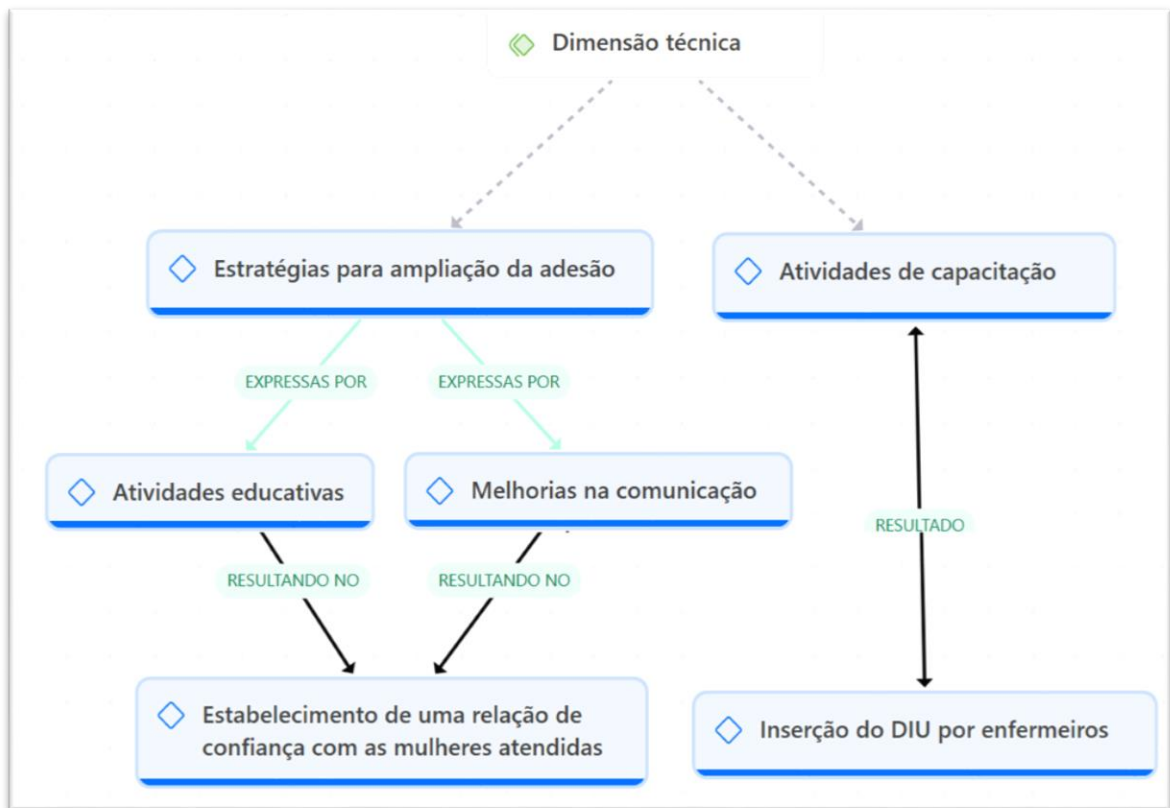 Dimensão técnica
Estratégias para ampliação da adesão
Atividades de capacitação
EXPRESSAS POR
EXPRESSAS POR
Atividades educativas
Melhorias na comunicação
RESULTADO
RESULTANDO NO
RESULTANDO NO
Estabelecimento de uma relação de
confiança com as mulheres atendidas
Inserção do DIU por enfermeiros